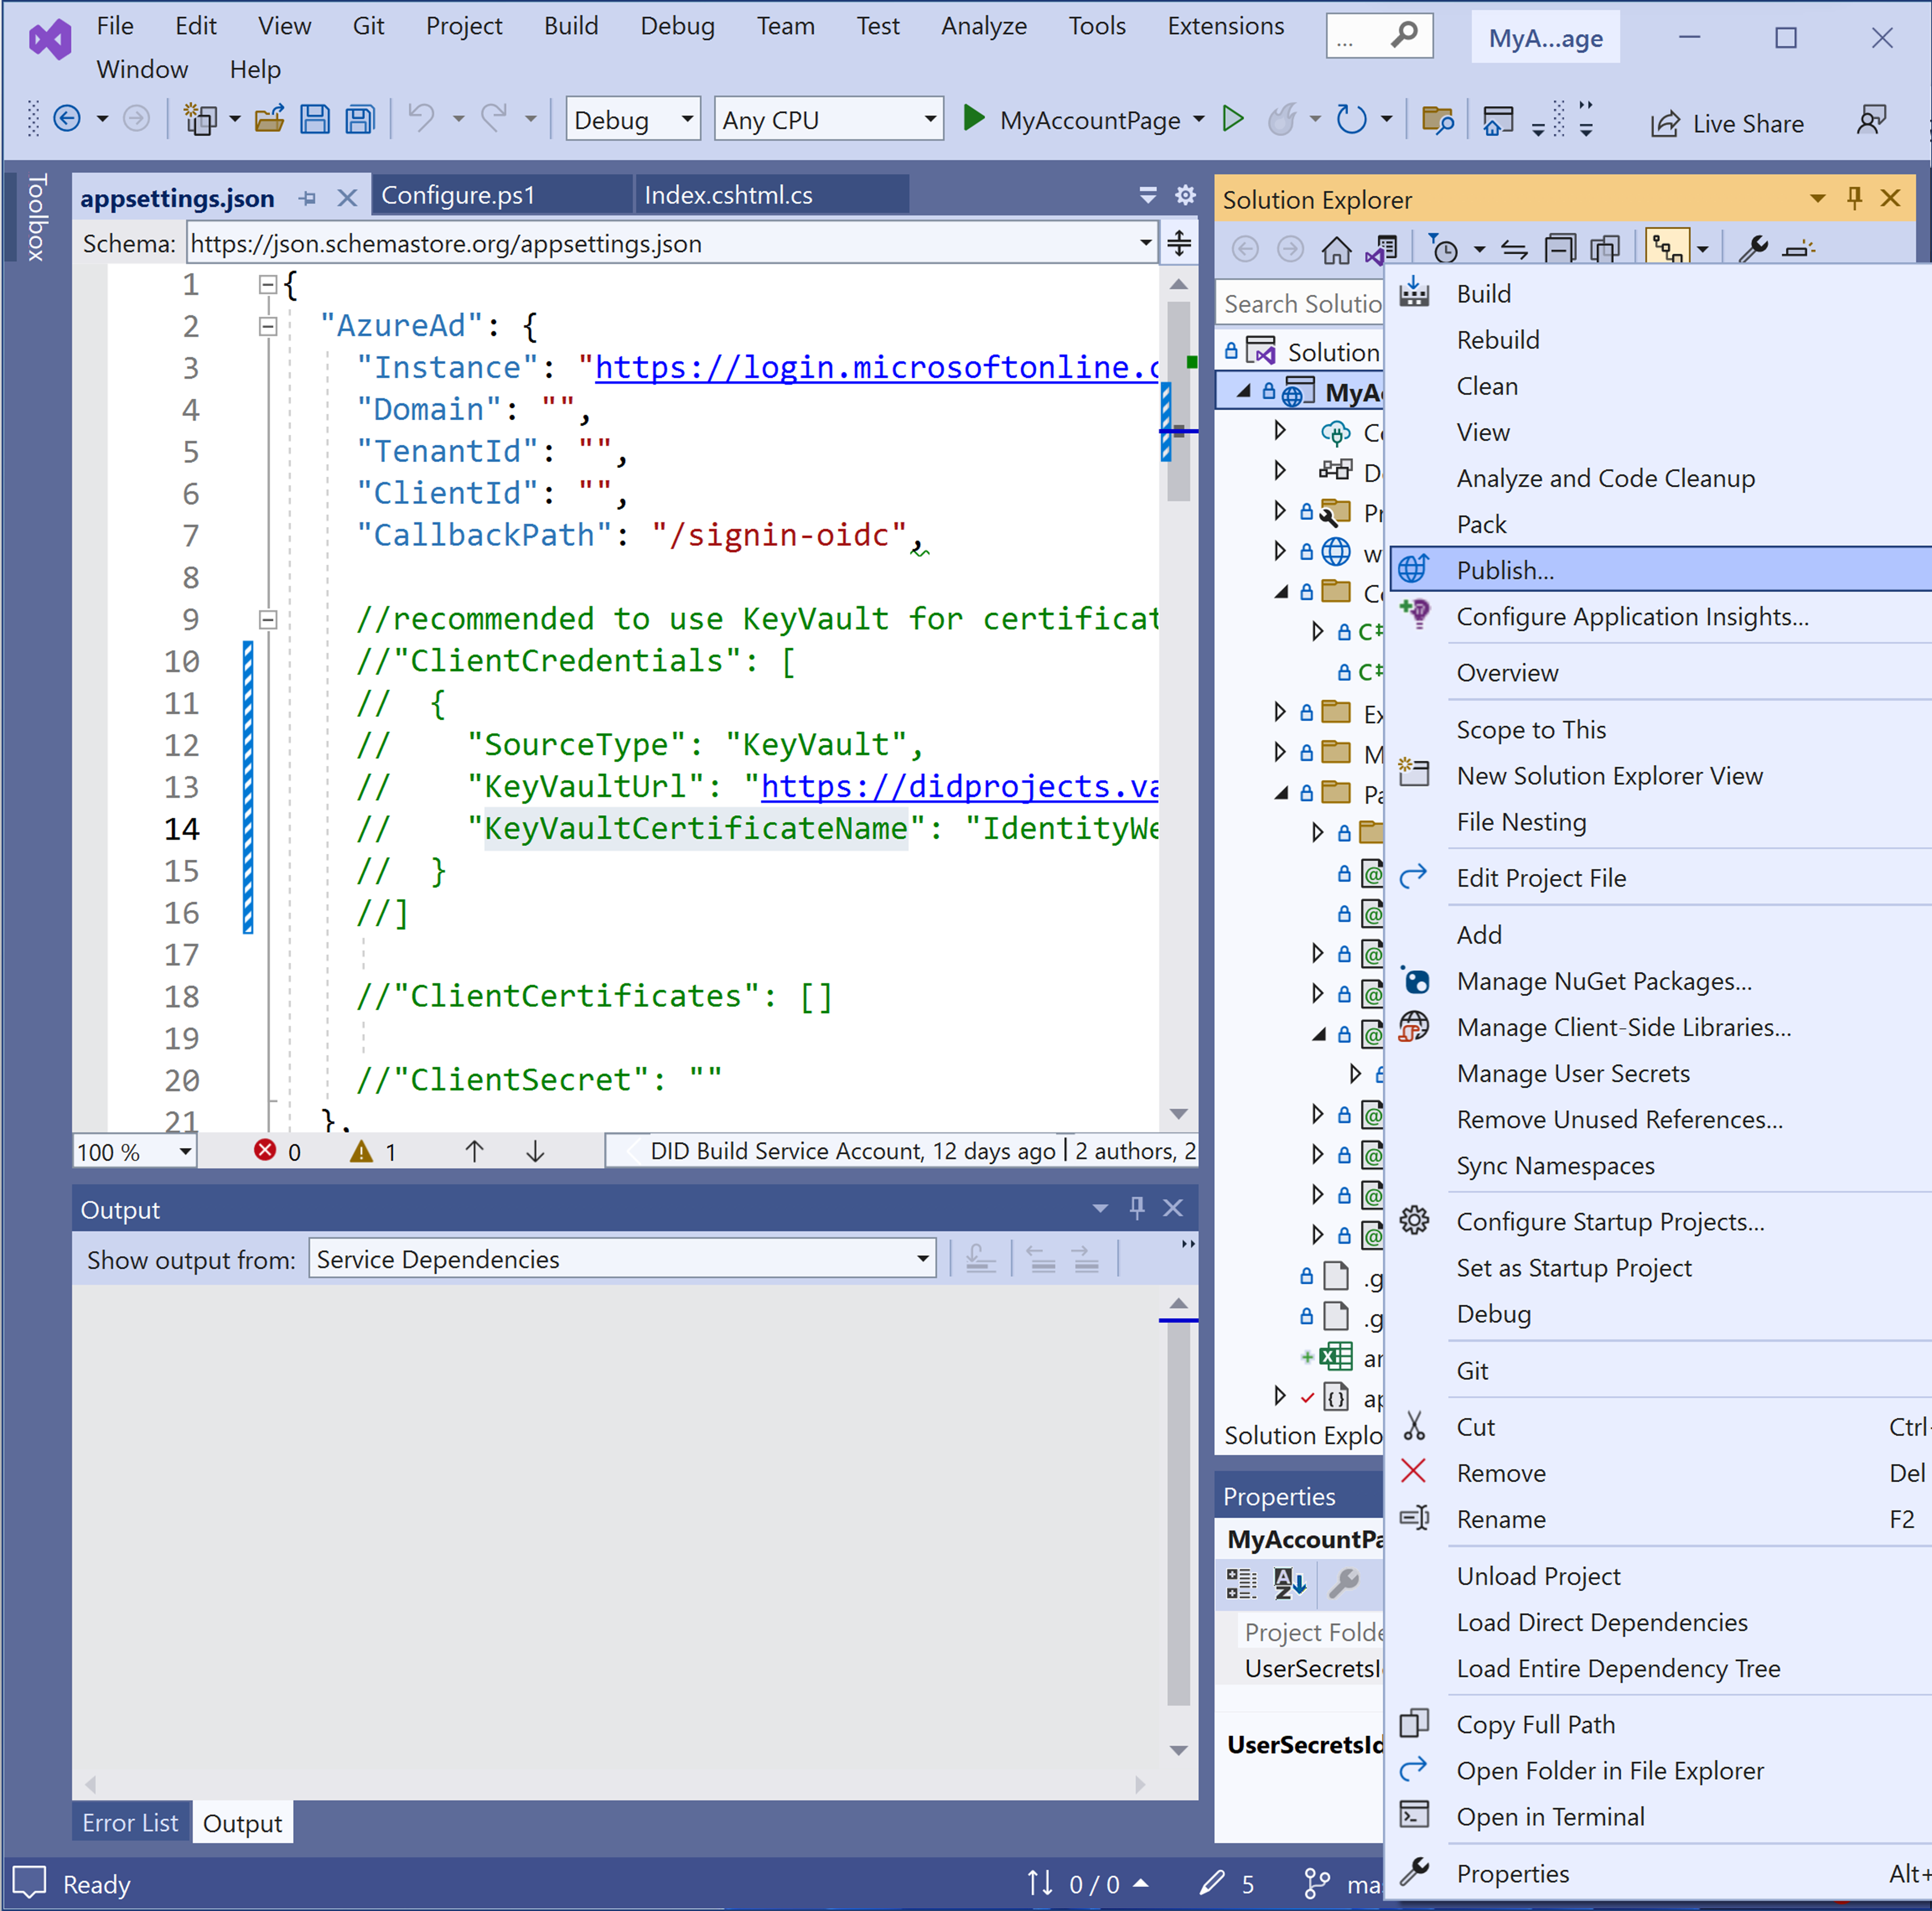 File Edit View Git Project Build Debug Team Test Analyze Tools Extensions ... MyA...age
Window Help
Debug Any CPU MyAccountPage Live Share
Toolbox
appsettings.json Configure.ps1 Index.cshtml.cs
Schema: https://json.schemastore.org/appsettings.json
1 {
2 "AzureAd": {
3 "Instance": "https://login.microsoftonline.c
4 "Domain": "",
5 "TenantId": "",
6 "ClientId": "",
7 "CallbackPath": "/signin-oidc",
8
9 //recommended to use KeyVault for certificat
10 //"ClientCredentials": [
11 // {
12 // "SourceType": "KeyVault",
13 // "KeyVaultUrl": "https://didprojects.va
14 // "KeyVaultCertificateName": "IdentityWe
15 // }
16 //]
17
18 //"ClientCertificates": []
19
20 //"ClientSecret": ""
21 },
100 % 0 1 DID Build Service Account, 12 days ago | 2 authors, 2
Output
Show output from: Service Dependencies
Error List Output
Ready 0 / 0 5 ma
Solution Explorer
Search Solutio
Solution
MyA
C
D
Pr
w
C
C#
C#
Ex
M
Pa
.g
.g
ar
ap
Solution Explo
Properties
MyAccountPa
Project Folde
UserSecretsI
UserSecretsId
Build
Rebuild
Clean
View
Analyze and Code Cleanup
Pack
Publish...
Configure Application Insights...
Overview
Scope to This
New Solution Explorer View
File Nesting
Edit Project File
Add
Manage NuGet Packages...
Manage Client-Side Libraries...
Manage User Secrets
Remove Unused References...
Sync Namespaces
Configure Startup Projects...
Set as Startup Project
Debug
Git
Cut Ctrl
Remove Del
Rename F2
Unload Project
Load Direct Dependencies
Load Entire Dependency Tree
Copy Full Path
Open Folder in File Explorer
Open in Terminal
Properties Alt+